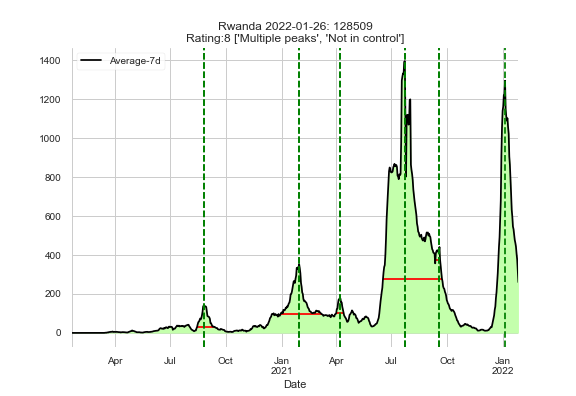 Rwanda 2022-01-26: 128509
Rating:8 ['Multiple peaks', 'Not in control']
Average-7d
1400
1200
1000
800
600
400
200
0
Apr Jul Oct Jan Apr Jul Oct Jan
2021 2022
Date